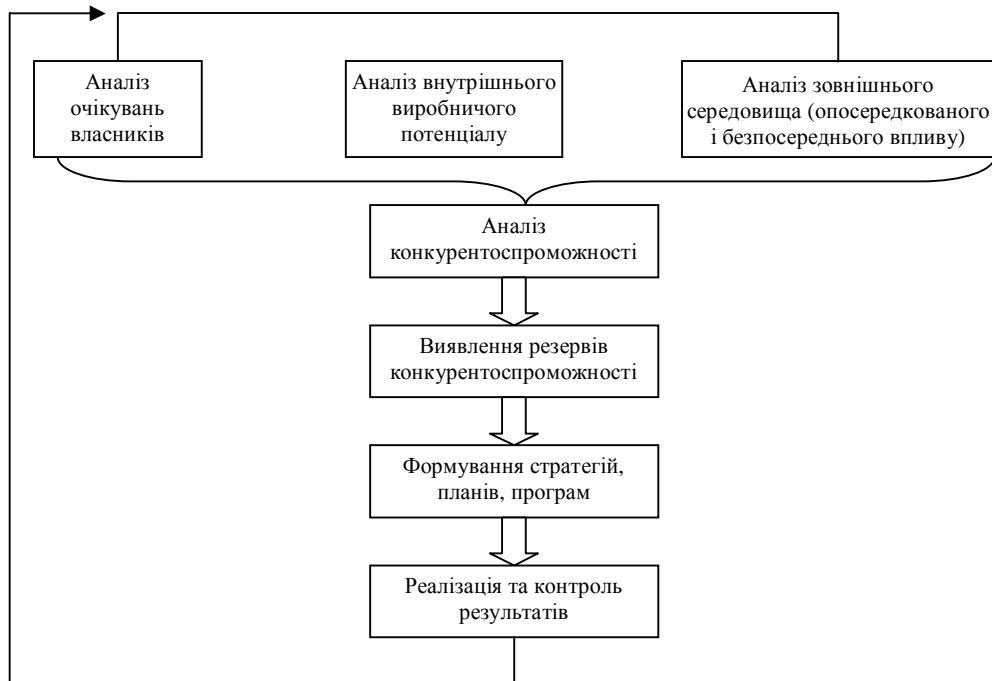 Аналіз
очікувань
власників
Аналіз внутрішнього
виробничого
потенціалу
Аналіз зовнішнього
середовища (опосередкованого
і безпосереднього впливу)
Аналіз
конкурентоспроможності
Виявлення резервів
конкурентоспроможності
Формування стратегій,
планів, програм
Реалізація та контроль
результатів